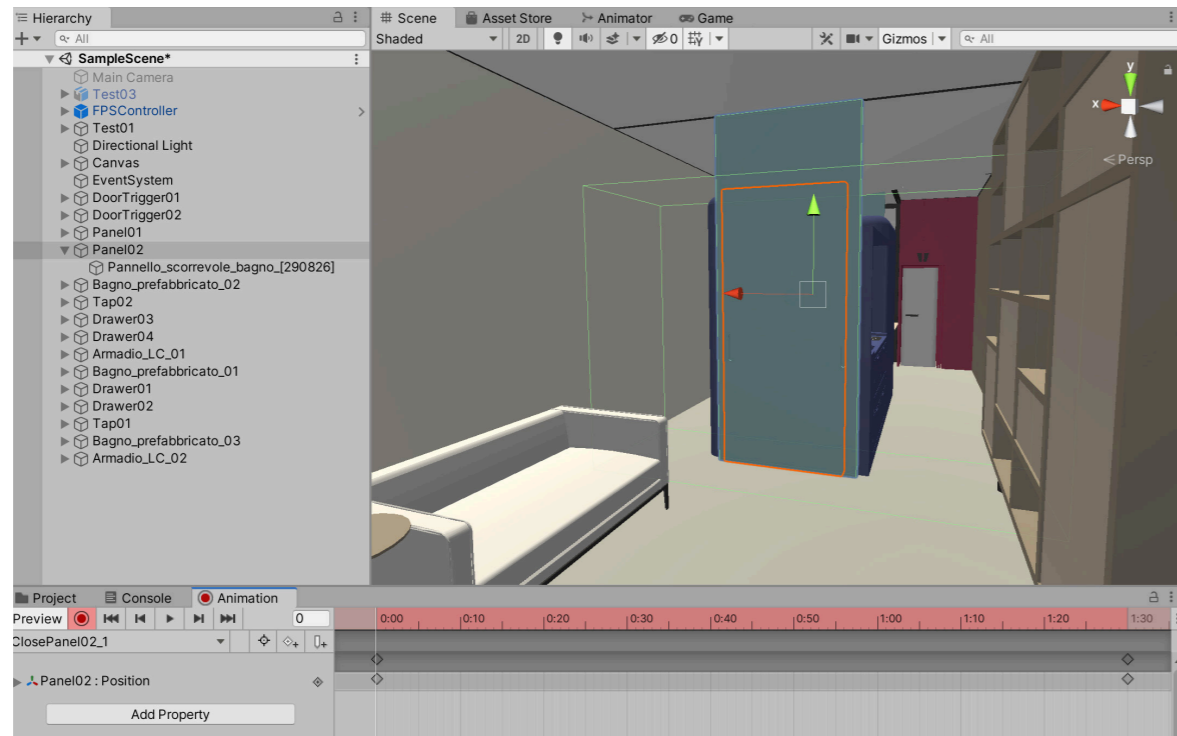 Hierarchy
All
SampleScene*
Main Camera
Test03
FPSController
Test01
Directional Light
Canvas
EventSystem
DoorTrigger01
DoorTrigger02
Panel01
Panel02
Pannello_scorrevole_bagno_[290826]
Bagno_prefabbricato_02
Tap02
Drawer03
Drawer04
Armadio_LC_01
Bagno_prefabbricato_01
Drawer01
Drawer02
Tap01
Bagno_prefabbricato_03
Armadio_LC_02
Scene Asset Store Animator Game
Shaded 2D 0 Gizmos All
y
x
Persp
Project Console Animation
Preview 0 0:00 0:10 0:20 0:30 0:40 0:50 1:00 1:10 1:20 1:30
ClosePanel02_1
Panel02 : Position
Add Property